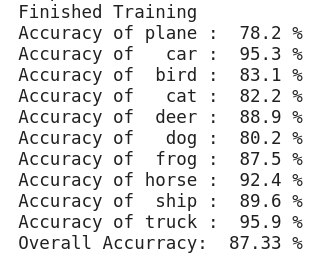 Finished Training
Accuracy of plane :  78.2 %
Accuracy of   car :  95.3 %
Accuracy of  bird :  83.1 %
Accuracy of   cat :  82.2 %
Accuracy of  deer :  88.9 %
Accuracy of   dog :  80.2 %
Accuracy of  frog :  87.5 %
Accuracy of horse :  92.4 %
Accuracy of  ship :  89.6 %
Accuracy of truck :  95.9 %
Overall Accurracy:  87.33 %